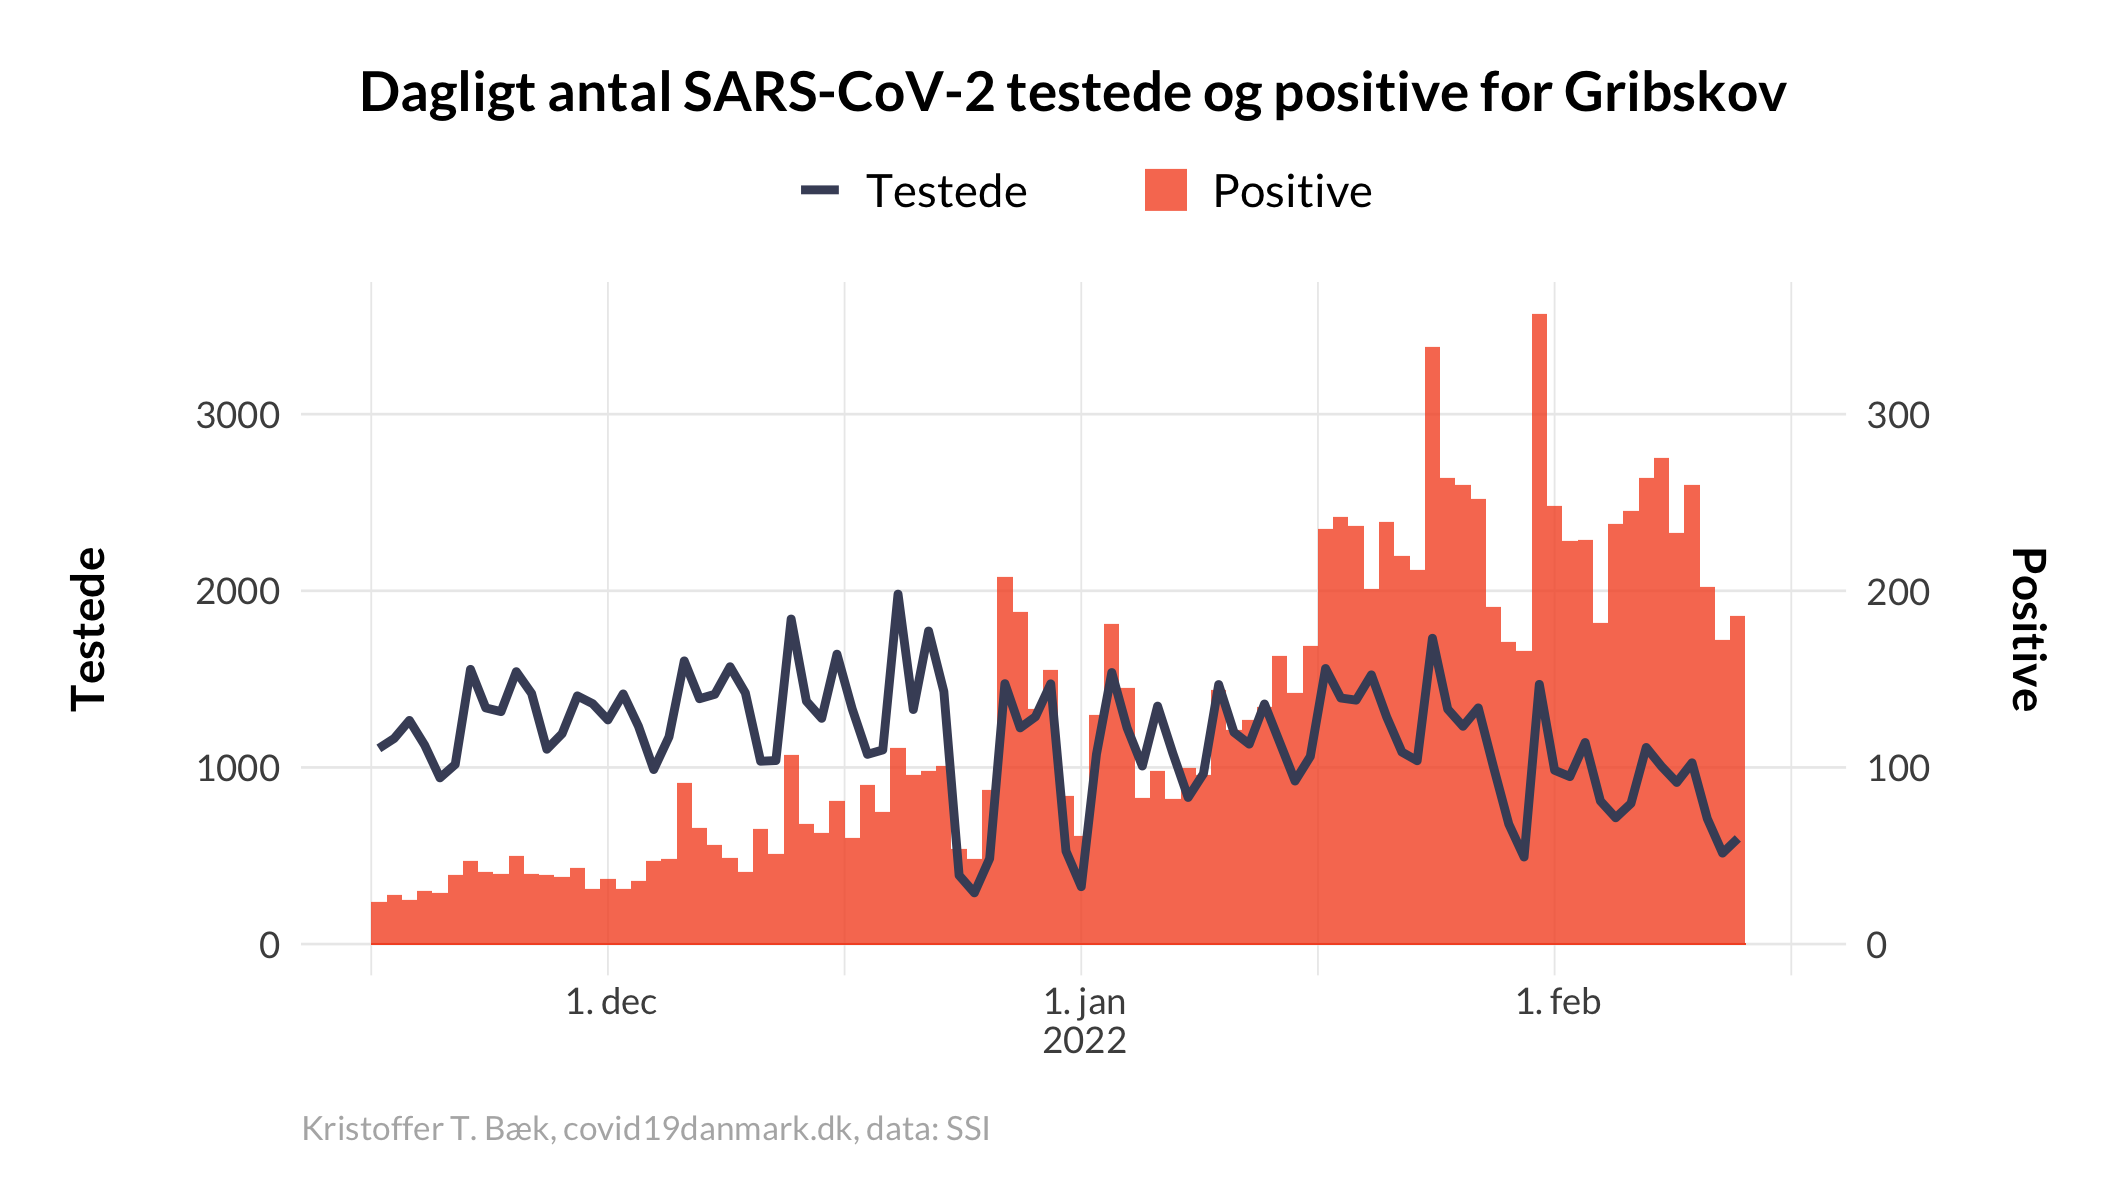 Dagligt antal SARS-CoV-2 testede og positive for Gribskov
Testede
Positive
3000
2000
1000
0
Testede
300
200
100
0
Positive
1. dec
1. jan
2022
1. feb
Kristoffer T. Bæk, covid19danmark.dk, data: SSI